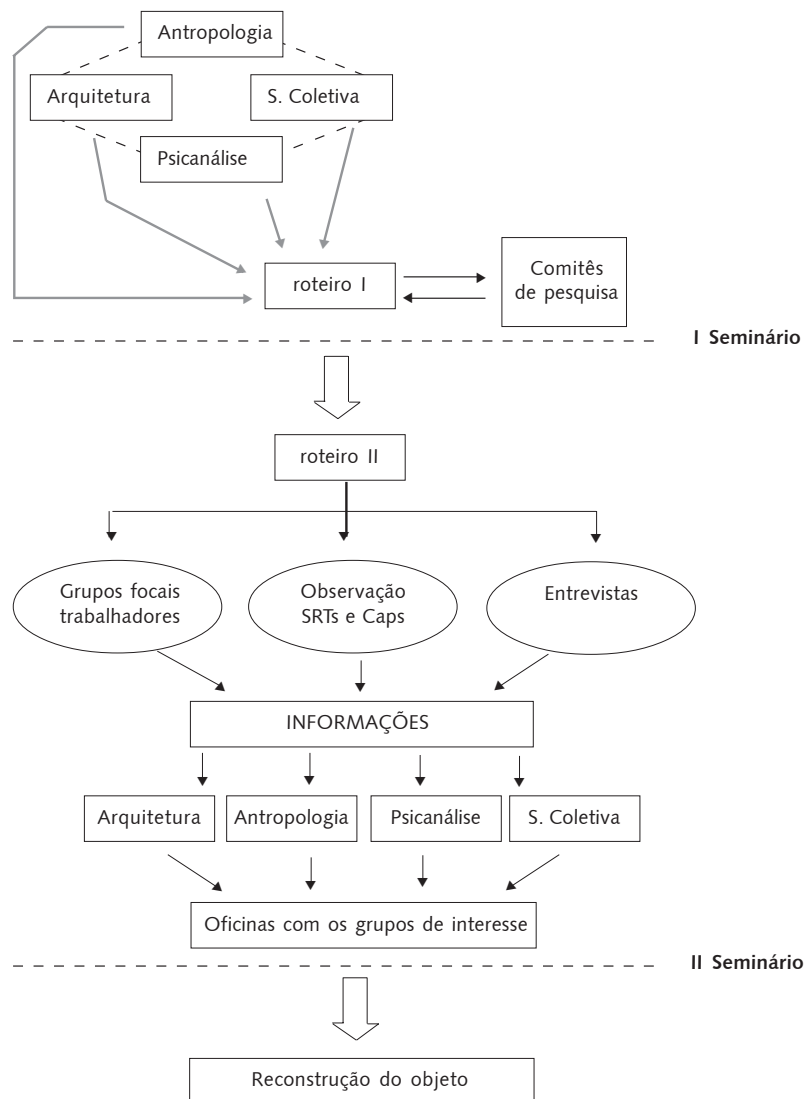 Antropologia
Arquitetura
S. Coletiva
Psicanálise
roteiro I
Comitês
de pesquisa
I Seminário
roteiro II
Grupos focais
trabalhadores
Observação
SRTs e Caps
Entrevistas
INFORMAÇÕES
Arquitetura
Antropologia
Psicanálise
S. Coletiva
Oficinas com os grupos de interesse
II Seminário
Reconstrução do objeto